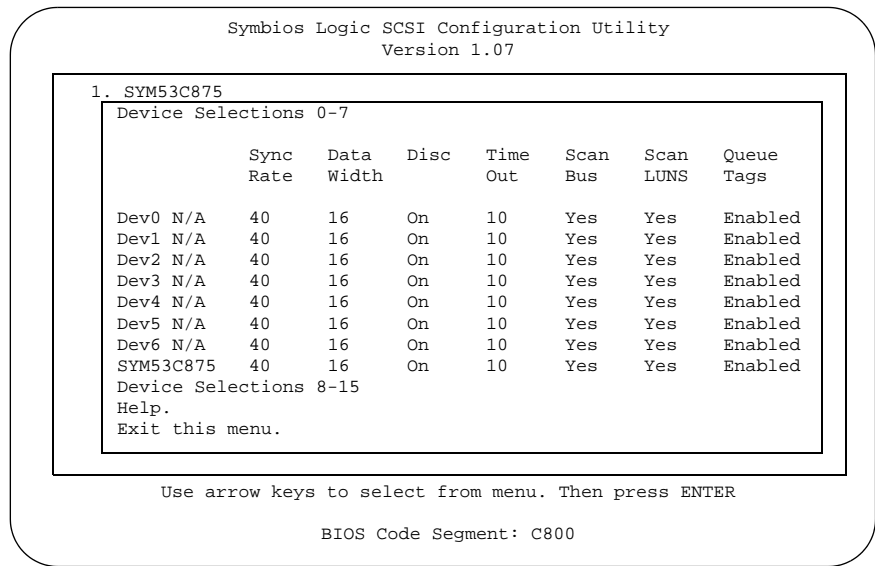 Symbios Logic SCSI Configuration Utility
Version 1.07
1. SYM53C875
Device Selections 0-7
Sync Data Disc Time Scan Scan Queue
Rate Width Out Bus LUNS Tags
Dev0 N/A 40 16 On 10 Yes Yes Enabled
Dev1 N/A 40 16 On 10 Yes Yes Enabled
Dev2 N/A 40 16 On 10 Yes Yes Enabled
Dev3 N/A 40 16 On 10 Yes Yes Enabled
Dev4 N/A 40 16 On 10 Yes Yes Enabled
Dev5 N/A 40 16 On 10 Yes Yes Enabled
Dev6 N/A 40 16 On 10 Yes Yes Enabled
SYM53C875 40 16 On 10 Yes Yes Enabled
Device Selections 8-15
Help.
Exit this menu.
Use arrow keys to select from menu. Then press ENTER
BIOS Code Segment: C800